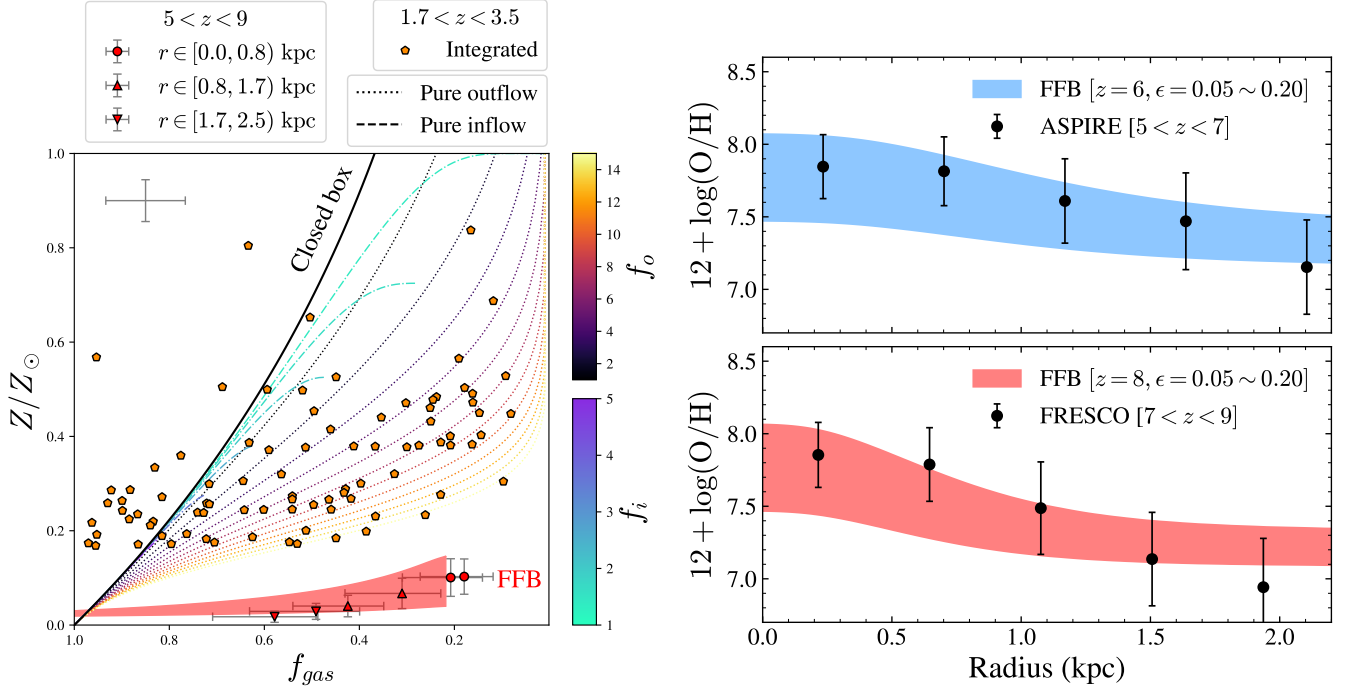 5 < z < 9
r ∈ [0.0, 0.8) kpc
r ∈ [0.8, 1.7) kpc
r ∈ [1.7, 2.5) kpc
1.7 < z < 3.5
Integrated
Pure outflow
Pure inflow
Closed box
FFB
Z/Z⊙
1.0
0.8
0.6
0.4
0.2
0.0
1.0 0.8 0.6 0.4 0.2
f_gas
14
12
10
8
6
4
2
f_o
5
4
3
2
1
f_i
FFB [z = 6, ϵ = 0.05 ~ 0.20]
ASPIRE [5 < z < 7]
12 + log(O/H)
8.5
8.0
7.5
7.0
FFB [z = 8, ϵ = 0.05 ~ 0.20]
FRESCO [7 < z < 9]
12 + log(O/H)
8.5
8.0
7.5
7.0
0.0 0.5 1.0 1.5 2.0
Radius (kpc)